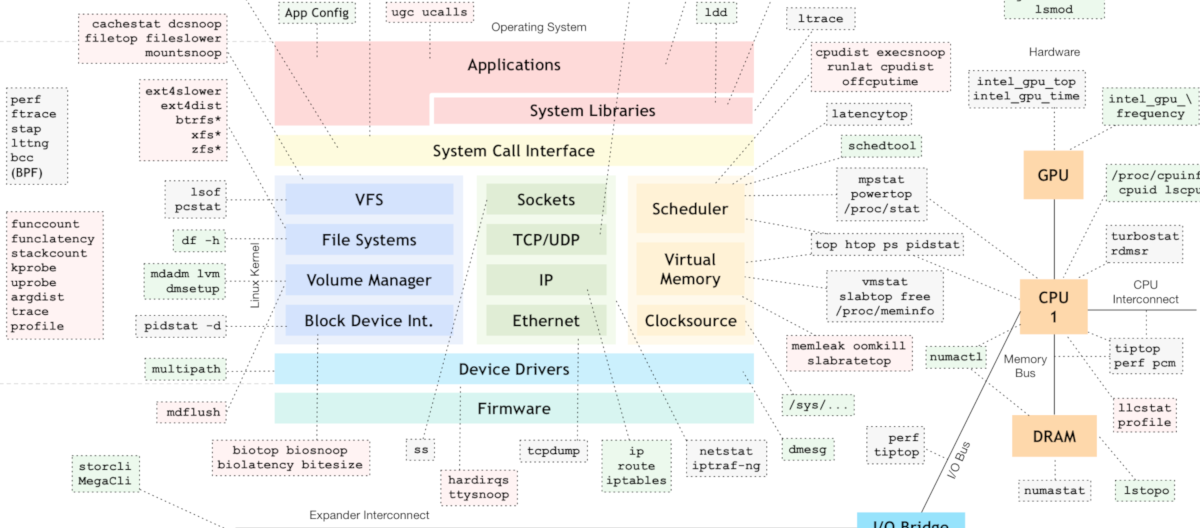 lsmod
App Config
ugc ucalls
ldd
ltrace
cachestat dcsnoop
filetop fileslower
mountsnoop
Operating System
Applications
System Libraries
System Call Interface
cpudist execsnoop
runlat cpudist
offcputime
Hardware
intel_gpu_top
intel_gpu_time
intel_gpu_\
frequency
perf
ftrace
stap
lttng
bcc
(BPF)
ext4slower
ext4dist
btrfs*
xfs*
zfs*
latencytop
schedtool
mpstat
powertop
/proc/stat
GPU
/proc/cpuinf
cpuid lscpu
lsof
pcstat
VFS
Sockets
Scheduler
funccount
funclatency
stackcount
kprobe
uprobe
argdist
trace
profile
df -h
Linux Kernel
File Systems
TCP/UDP
top htop ps pidstat
turbostat
rdmsr
mdadm lvm
dmsetup
Volume Manager
IP
Virtual
Memory
vmstat
slabtop free
/proc/meminfo
CPU
1
CPU
Interconnect
pidstat -d
Block Device Int.
Ethernet
Clocksource
memleak oomkill
slabratetop
numactl
Memory
Bus
tiptop
perf pcm
multipath
Device Drivers
mdflush
Firmware
/sys/...
llcstat
profile
biotop biosnoop
biolatency bitesize
ss
tcpdump
ip
route
iptables
netstat
iptraf-ng
dmesg
perf
tiptop
I/O Bus
DRAM
storcli
MegaCli
hardirqs
ttysnoop
numastat
lstopo
Expander Interconnect
I/O Bridge